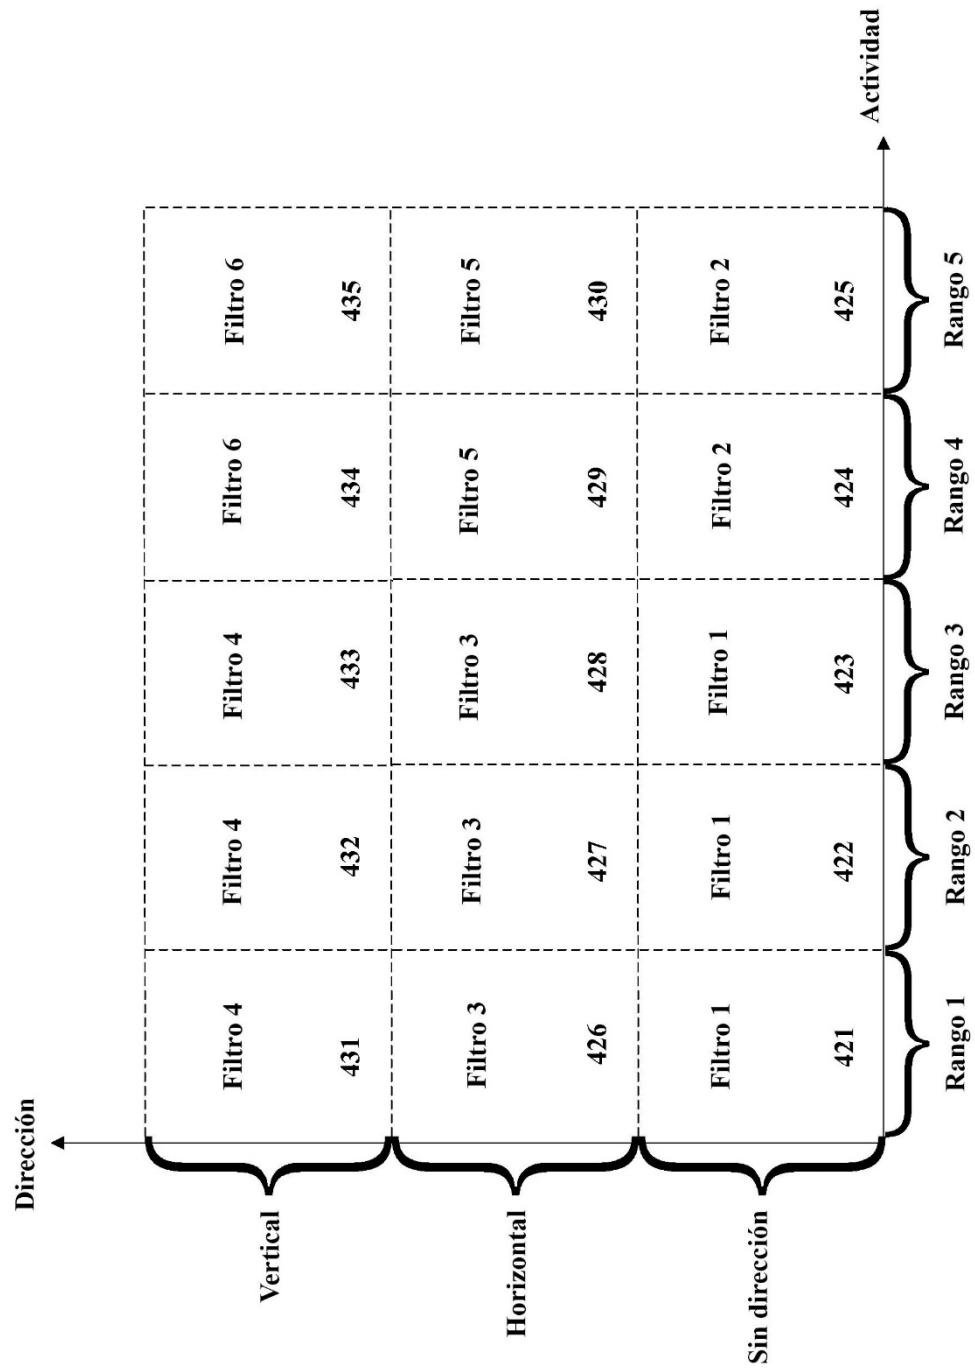 Dirección
Vertical
Filtro 4
431
Filtro 4
432
Filtro 4
433
Filtro 6
434
Filtro 6
435
Horizontal
Filtro 3
426
Filtro 3
427
Filtro 3
428
Filtro 5
429
Filtro 5
430
Sin dirección
Filtro 1
421
Filtro 1
422
Filtro 1
423
Filtro 2
424
Filtro 2
425
Actividad
Rango 1
Rango 2
Rango 3
Rango 4
Rango 5